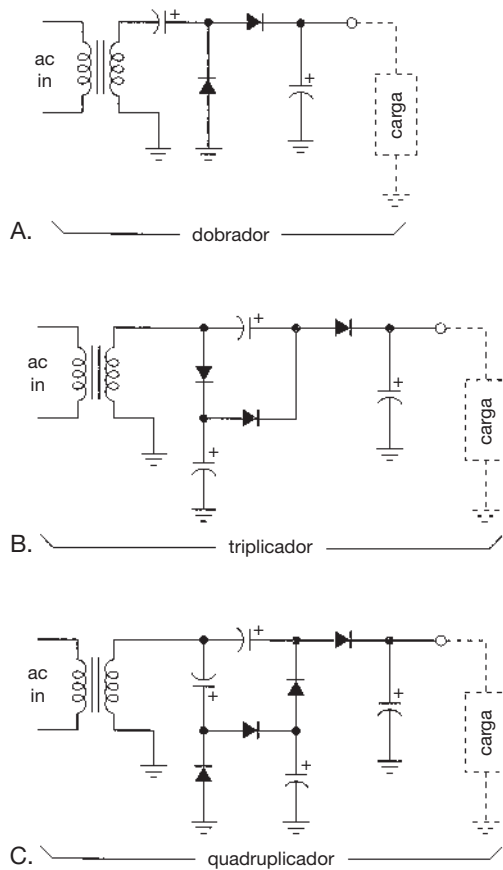 ac
in
+
+
carga
A.
dobrador
ac
in
+
+
+
carga
B.
triplicador
ac
in
+
+
+
+
carga
C.
quadruplicador